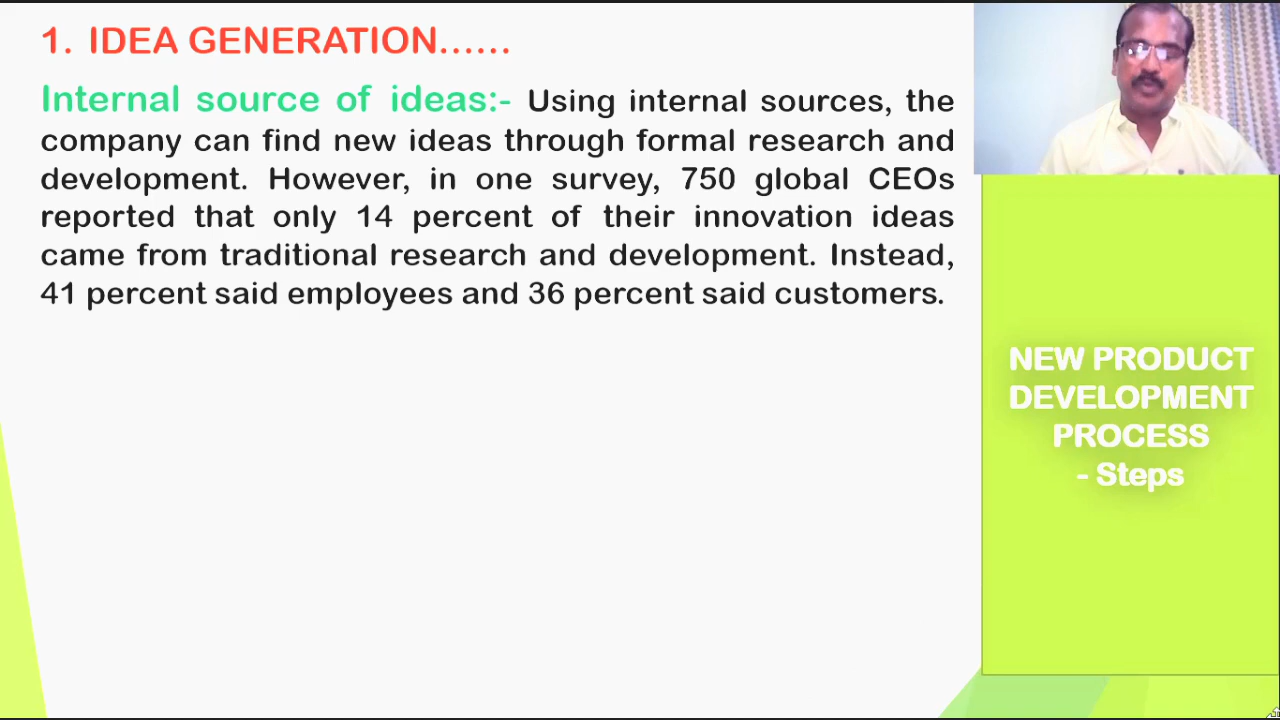 1. IDEA GENERATION......
Internal source of ideas:- Using internal sources, the
company can find new ideas through formal research and
development. However, in one survey, 750 global CEOs
reported that only 14 percent of their innovation ideas
came from traditional research and development. Instead,
41 percent said employees and 36 percent said customers.
NEW PRODUCT
DEVELOPMENT
PROCESS
- Steps